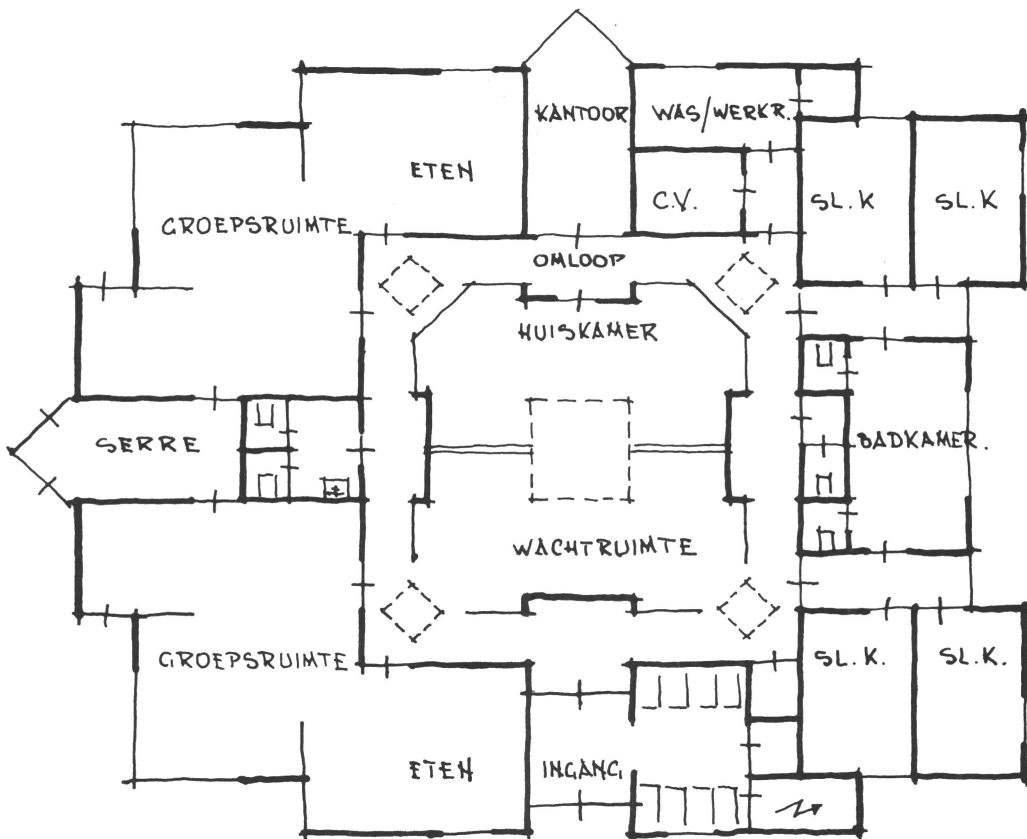 KANTOOR
WAS/WERKR.
ETEN
C.V.
SL.K
SL.K
GROEPSRUIMTE
OMLOOP
HUISKAMER
SERRE
BADKAMER.
WACHTRUIMTE
GROEPSRUIMTE
SL.K.
SL.K.
ETEN
INGANG